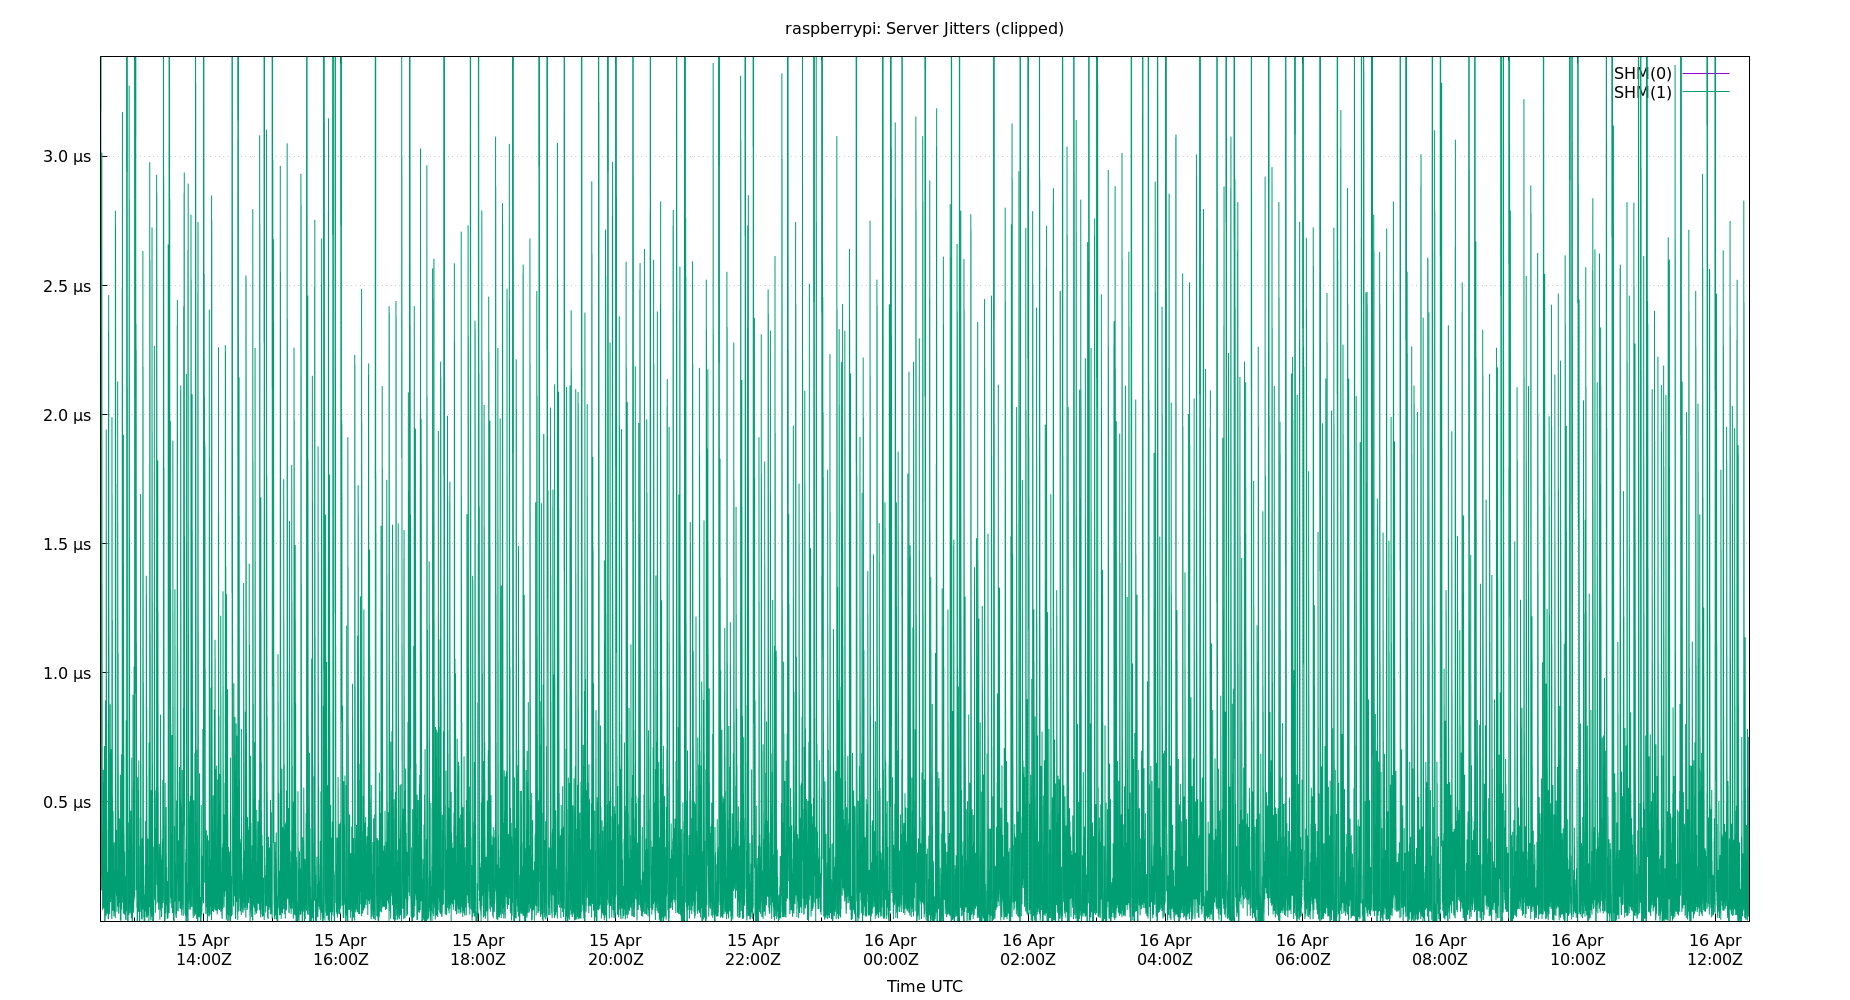 raspberrypi: Server Jitters (clipped)
SHM(0)
SHM(1)
3.0 µs
2.5 µs
2.0 µs
1.5 µs
1.0 µs
0.5 µs
15 Apr 15 Apr 15 Apr 15 Apr 15 Apr 16 Apr 16 Apr 16 Apr 16 Apr 16 Apr 16 Apr 16 Apr
14:00Z 16:00Z 18:00Z 20:00Z 22:00Z 00:00Z 02:00Z 04:00Z 06:00Z 08:00Z 10:00Z 12:00Z
Time UTC